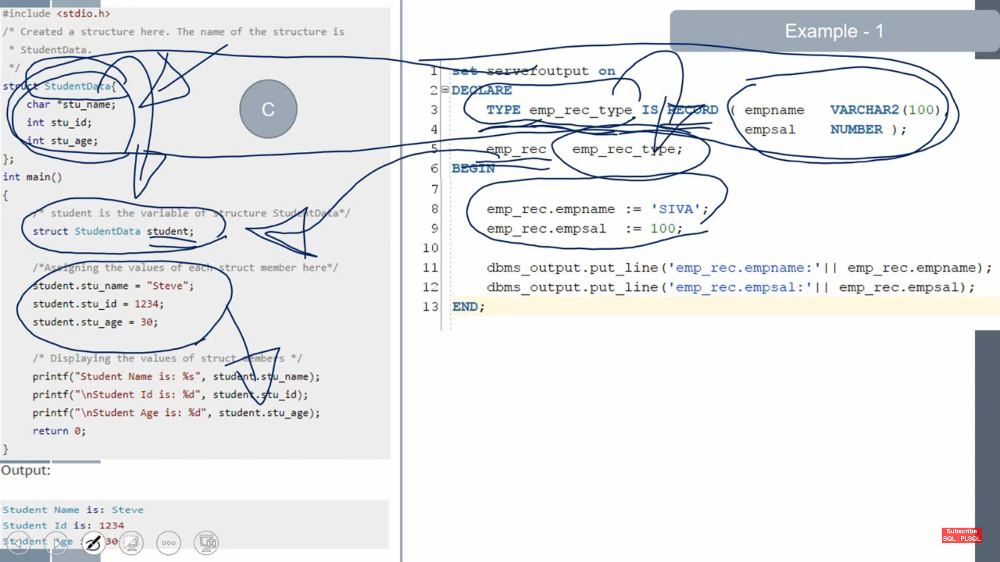 #include <stdio.h>
/* Created a structure here. The name of the structure is
* StudentData.
*/
struct StudentData{
char *stu_name;
int stu_id;
int stu_age;
};
int main()
{
/* student is the variable of structure StudentData*/
struct StudentData student;
/*Assigning the values of each struct member here*/
student.stu_name = "Steve";
student.stu_id = 1234;
student.stu_age = 30;
/* Displaying the values of struct members */
printf("Student Name is: %s", student.stu_name);
printf("\nStudent Id is: %d", student.stu_id);
printf("\nStudent Age is: %d", student.stu_age);
return 0;
}
Output:
Student Name is: Steve
Student Id is: 1234
Student Age 30
C
Example - 1
1 set serveroutput on
2 DECLARE
3 TYPE emp_rec_type IS RECORD ( empname VARCHAR2(100),
4 empsal NUMBER );
5 emp_rec emp_rec_type;
6 BEGIN
7
8 emp_rec.empname := 'SIVA';
9 emp_rec.empsal := 100;
10
11 dbms_output.put_line('emp_rec.empname:'|| emp_rec.empname);
12 dbms_output.put_line('emp_rec.empsal:'|| emp_rec.empsal);
13 END;
Subscribe
SQL | PLSQL